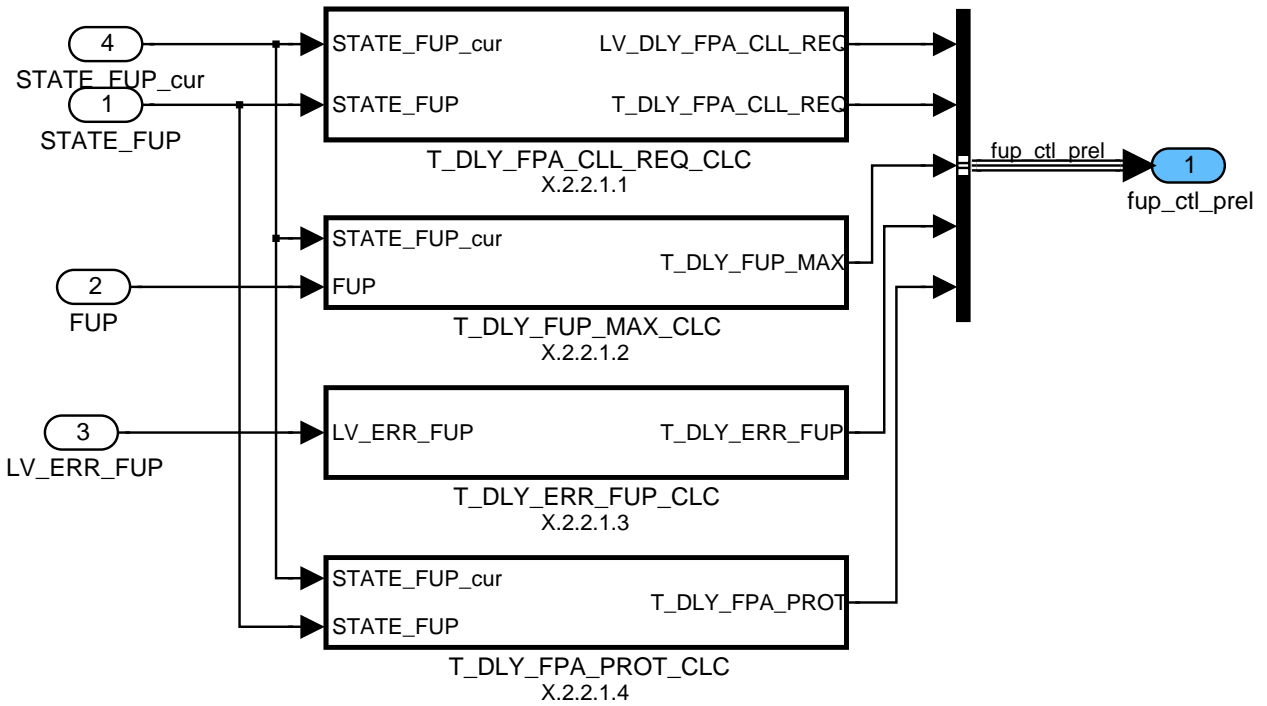 4
STATE_FUP_cur
1
STATE_FUP
2
FUP
3
LV_ERR_FUP
STATE_FUP_cur
LV_DLY_FPA_CLL_REQ
STATE_FUP
T_DLY_FPA_CLL_REQ
T_DLY_FPA_CLL_REQ_CLC
X.2.2.1.1
STATE_FUP_cur
T_DLY_FUP_MAX
FUP
T_DLY_FUP_MAX_CLC
X.2.2.1.2
LV_ERR_FUP
T_DLY_ERR_FUP
T_DLY_ERR_FUP_CLC
X.2.2.1.3
STATE_FUP_cur
T_DLY_FPA_PROT
STATE_FUP
T_DLY_FPA_PROT_CLC
X.2.2.1.4
fup_ctl_prel
1
fup_ctl_prel